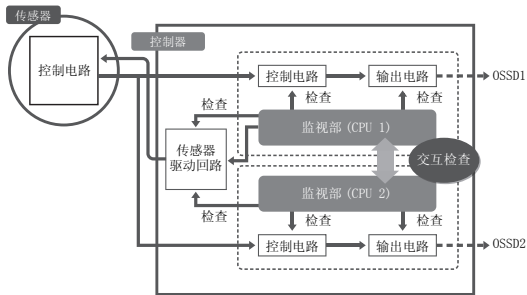 传感器
控制器
控制电路
控制电路
输出电路
OSSD1
检查
检查
检查
监视部 (CPU 1)
传感器
驱动回路
交互检查
监视部 (CPU 2)
检查
检查
检查
控制电路
输出电路
OSSD2